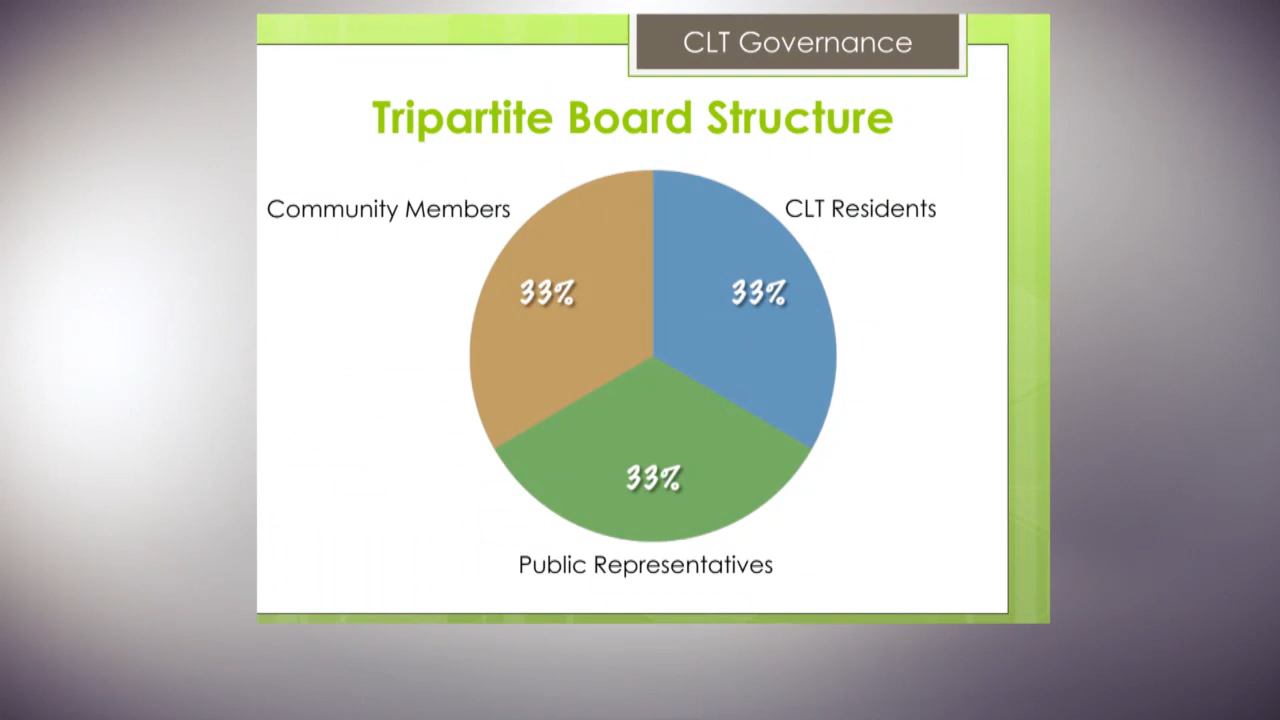 CLT Governance
Tripartite Board Structure
Community Members
CLT Residents
33%
33%
33%
Public Representatives